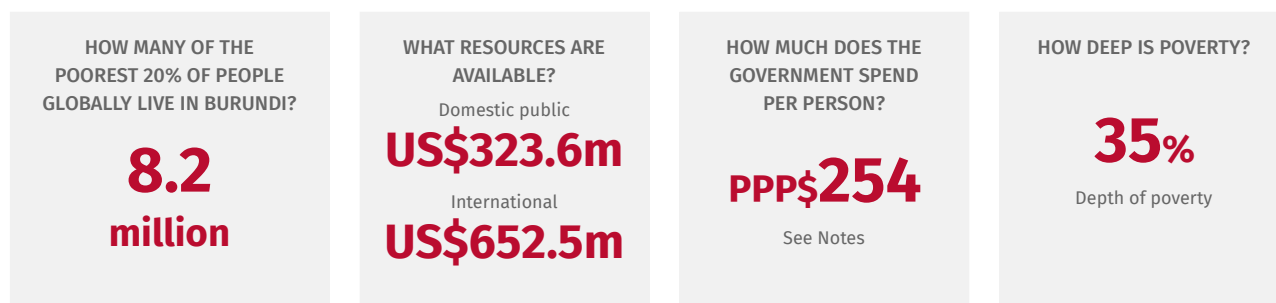 HOW MANY OF THE
POOREST 20% OF PEOPLE
GLOBALLY LIVE IN BURUNDI?
8.2
million
WHAT RESOURCES ARE
AVAILABLE?
Domestic public
US$323.6m
International
US$652.5m
HOW MUCH DOES THE
GOVERNMENT SPEND
PER PERSON?
PPP$254
See Notes
HOW DEEP IS POVERTY?
35%
Depth of poverty